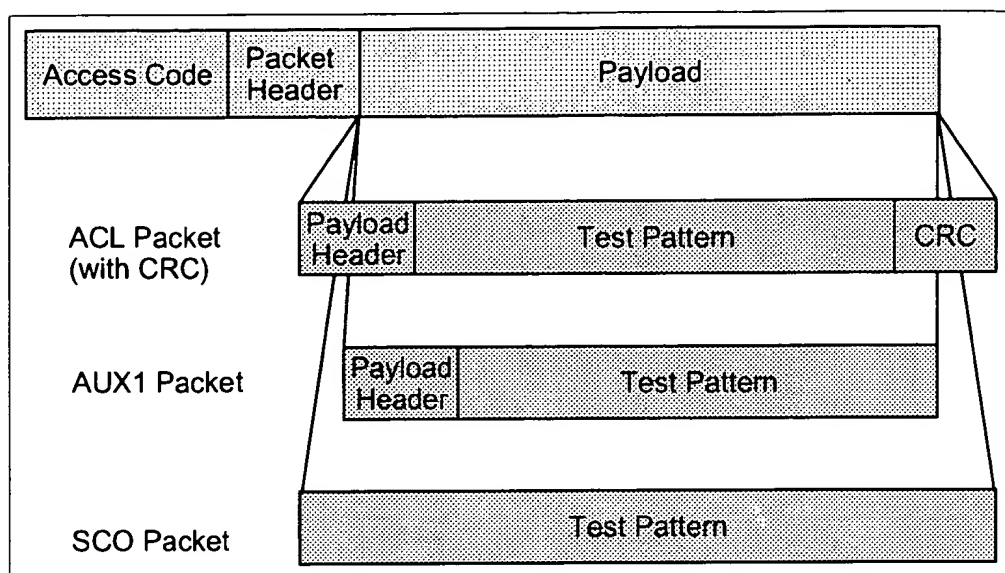 Access Code
Packet
Header
Payload
ACL Packet
(with CRC)
Payload
Header
Test Pattern
CRC
AUX1 Packet
Payload
Header
Test Pattern
SCO Packet
Test Pattern